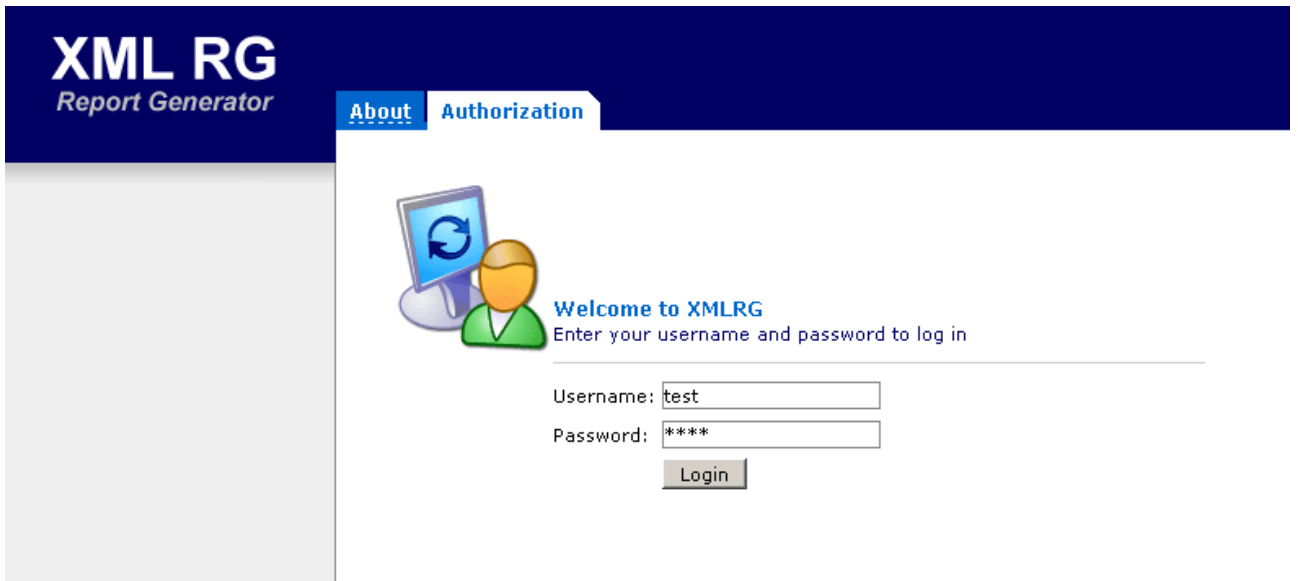 XML RG
Report Generator
About
Authorization
Welcome to XMLRG
Enter your username and password to log in
Username: test
Password: ****
Login